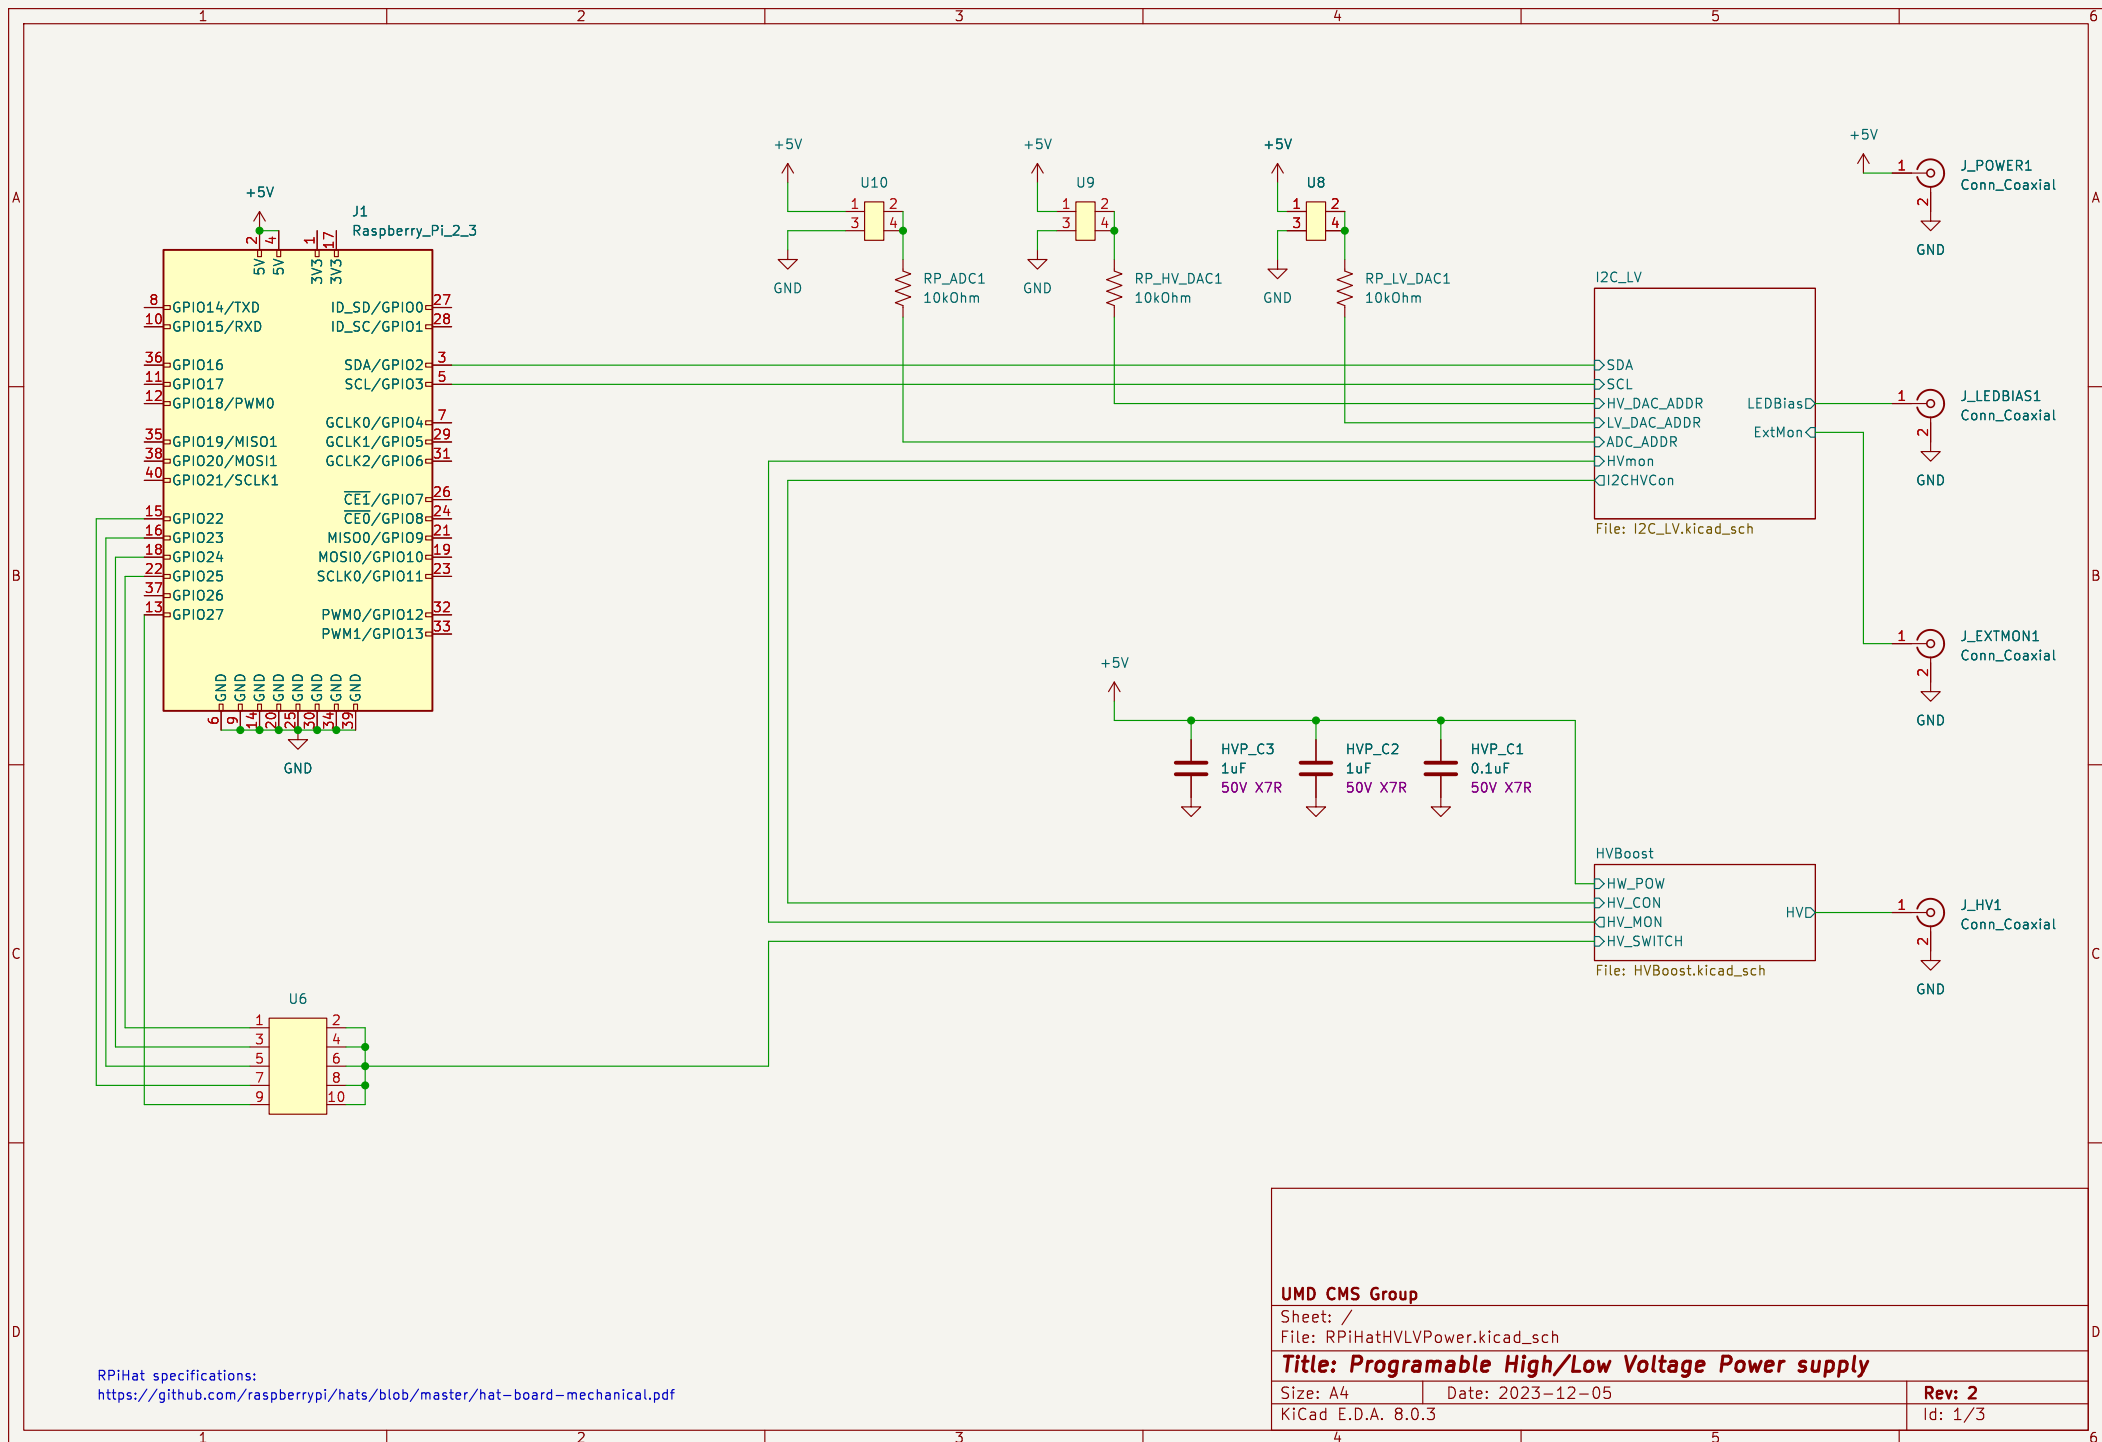 1 2 3 4 5 6
A
B
C
D
A
B
C
D
+5V
J1
Raspberry_Pi_2_3
2 4 1 17
5V 5V 3V3 3V3
8 GPIO14/TXD ID_SD/GPIO0 27
10 GPIO15/RXD ID_SC/GPIO1 28
36 GPIO16 SDA/GPIO2 3
11 GPIO17 SCL/GPIO3 5
12 GPIO18/PWM0
GCLK0/GPIO4 7
35 GPIO19/MISO1 GCLK1/GPIO5 29
38 GPIO20/MOSI1 GCLK2/GPIO6 31
40 GPIO21/SCLK1
CE1/GPIO7 26
15 GPIO22 CE0/GPIO8 24
16 GPIO23 MISO0/GPIO9 21
18 GPIO24 MOSI0/GPIO10 19
22 GPIO25 SCLK0/GPIO11 23
37 GPIO26
13 GPIO27 PWM0/GPIO12 32
PWM1/GPIO13 33
GND GND GND GND GND GND GND GND
6 9 14 20 25 30 34 39
GND
+5V
U10
1 2
3 4
GND
RP_ADC1
10kOhm
+5V
U9
1 2
3 4
GND
RP_HV_DAC1
10kOhm
+5V
U8
1 2
3 4
GND
RP_LV_DAC1
10kOhm
+5V
1
J_POWER1
Conn_Coaxial
2
GND
I2C_LV
SDA
SCL
HV_DAC_ADDR
LV_DAC_ADDR
ADC_ADDR
HVmon
I2CHVCon
LEDBias
ExtMon
File: I2C_LV.kicad_sch
1
J_LEDBIAS1
Conn_Coaxial
2
GND
1
J_EXTMON1
Conn_Coaxial
2
GND
+5V
HVP_C3
1uF
50V X7R
HVP_C2
1uF
50V X7R
HVP_C1
0.1uF
50V X7R
HVBoost
HW_POW
HV_CON
HV_MON
HV_SWITCH
HV
File: HVBoost.kicad_sch
1
J_HV1
Conn_Coaxial
2
GND
U6
1 2
3 4
5 6
7 8
9 10
RPiHat specifications:
https://github.com/raspberrypi/hats/blob/master/hat-board-mechanical.pdf
UMD CMS Group
Sheet: /
File: RPiHatHVLVPower.kicad_sch
Title: Programable High/Low Voltage Power supply
Size: A4 Date: 2023-12-05 Rev: 2
KiCad E.D.A. 8.0.3 Id: 1/3
1 2 3 4 5 6